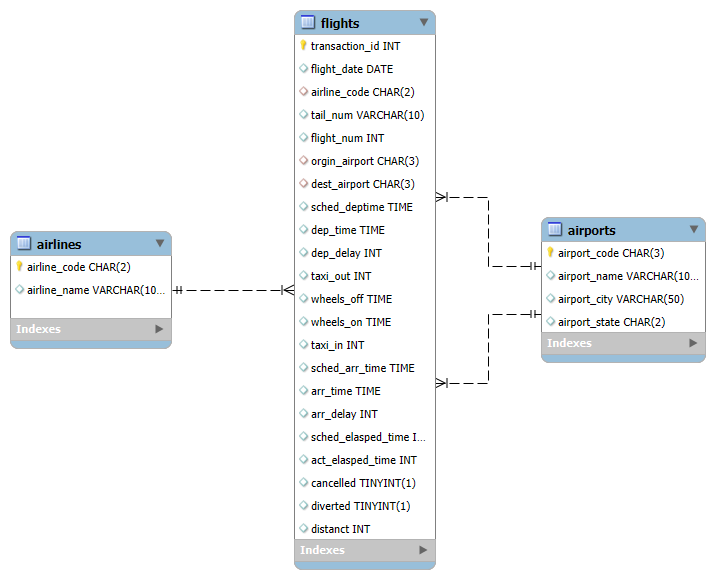 flights
transaction_id INT
flight_date DATE
airline_code CHAR(2)
tail_num VARCHAR(10)
flight_num INT
orgin_airport CHAR(3)
dest_airport CHAR(3)
sched_deptime TIME
dep_time TIME
dep_delay INT
taxi_out INT
wheels_off TIME
wheels_on TIME
taxi_in INT
sched_arr_time TIME
arr_time TIME
arr_delay INT
sched_elasped_time I...
act_elasped_time INT
cancelled TINYINT(1)
diverted TINYINT(1)
distanct INT
Indexes
airlines
airline_code CHAR(2)
airline_name VARCHAR(10...
Indexes
airports
airport_code CHAR(3)
airport_name VARCHAR(10...
airport_city VARCHAR(50)
airport_state CHAR(2)
Indexes